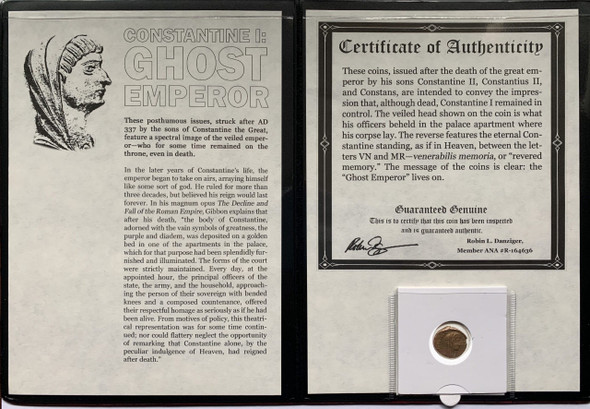 CONSTANTINE I:
GHOST
EMPEROR
These posthumous issues, struck after AD
337 by the sons of Constantine the Great,
feature a spectral image of the veiled emper-
or—who for some time remained on the
throne, even in death.
In the later years of Constantine's life, the
emperor began to take on airs, arraying himself
like some sort of god. He ruled for more than
three decades, but believed his reign would last
forever. In his magnum opus The Decline and
Fall of the Roman Empire, Gibbon explains that
after his death, "the body of Constantine,
adorned with the vain symbols of greatness, the
purple and diadem, was deposited on a golden
bed in one of the apartments in the palace,
which for that purpose had been splendidly fur-
nished and illuminated. The forms of the court
were strictly maintained. Every day, at the
appointed hour, the principal officers of the
state, the army, and the household, approach-
ing the person of their sovereign with bended
knees and a composed countenance, offered
their respectful homage as seriously as if he had
been alive. From motives of policy, this theatri-
cal representation was for some time contin-
ued; nor could flattery neglect the opportunity
of remarking that Constantine alone, by the
peculiar indulgence of Heaven, had reigned
after death."
Certificate of Authenticity
These coins, issued after the death of the great em-
peror by his sons Constantine II, Constantius II,
and Constans, are intended to convey the impres-
sion that, although dead, Constantine I remained in
control. The veiled head shown on the coin is what
his officers beheld in the palace apartment where
his corpse lay. The reverse features the eternal Con-
stantine standing, as if in Heaven, between the let-
ters VN and MR—venerabilis memoria, or "revered
memory." The message of the coins is clear: the
"Ghost Emperor" lives on.
Guaranteed Genuine
This is to certify that this coin has been inspected
and is guaranteed authentic.
Robin L. Danziger,
Member ANA #R-164636